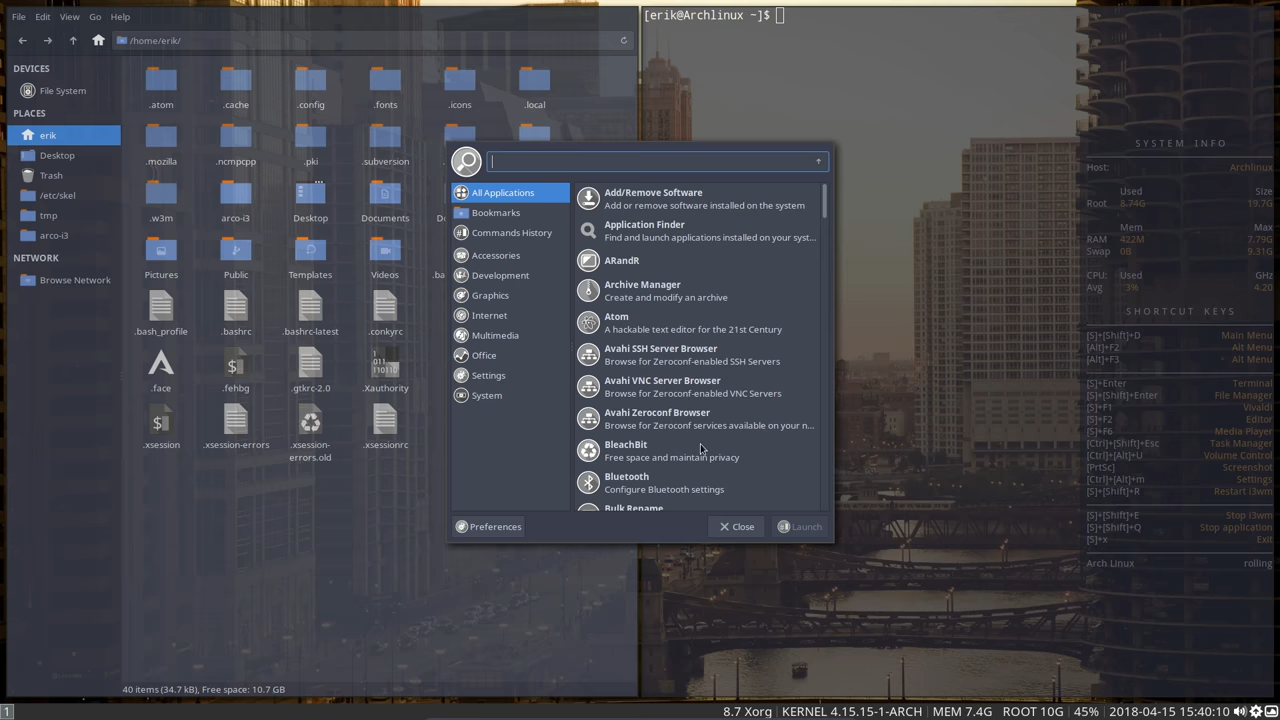 File Edit View Go Help
/home/erik/
DEVICES
File System
PLACES
erik
Desktop
Trash
/etc/skel
tmp
arco-i3
NETWORK
Browse Network
.atom .cache .config .fonts .icons .local
.mozilla .ncmpcpp .pki .subversion
.w3m arco-i3 Desktop Documents
Pictures Public Templates Videos
.bash_profile .bashrc .bashrc-latest .conkyrc
.face .fehbg .gtkrc-2.0 .Xauthority
.xsession .xsession-errors .xsession-errors.old .xsessionrc
40 items (34.7 kB), Free space: 10.7 GB
[erik@Archlinux ~]$
All Applications
Bookmarks
Commands History
Accessories
Development
Graphics
Internet
Multimedia
Office
Settings
System
Add/Remove Software
Add or remove software installed on the system
Application Finder
Find and launch applications installed on your syst...
ARandR
Archive Manager
Create and modify an archive
Atom
A hackable text editor for the 21st Century
Avahi SSH Server Browser
Browse for Zeroconf-enabled SSH Servers
Avahi VNC Server Browser
Browse for Zeroconf-enabled VNC Servers
Avahi Zeroconf Browser
Browse for Zeroconf services available on your n...
BleachBit
Free space and maintain privacy
Bluetooth
Configure Bluetooth settings
Bulk Rename
Preferences Close Launch
SYSTEM INFO
Host: Archlinux
Used Size
Root 8.74G 19.7G
Mem Max
RAM 422M 7.79G
Swap 0B 9.31G
CPU: Used GHz
Avg 3% 4.20
SHORTCUT KEYS
[S]+[Shift]+D Main Menu
[Alt]+F2 Alt Menu
[Alt]+F3 Alt Menu
[S]+Enter Terminal
[S]+[Shift]+Enter File Manager
[S]+F1 Vivaldi
[S]+F2 Editor
[S]+F6 Media Player
[Ctrl]+[Shift]+Esc Task Manager
[Ctrl]+[Alt]+U Volume Control
[PrtSc] Screenshot
[Ctrl]+[Alt]+m Settings
[S]+[Shift]+R Restart i3wm
[S]+[Shift]+E Stop i3wm
[S]+[Shift]+Q Stop application
[S]+x Exit
Arch Linux rolling
1
8.7 Xorg KERNEL 4.15.15-1-ARCH MEM 7.4G ROOT 10G 45% 2018-04-15 15:40:10